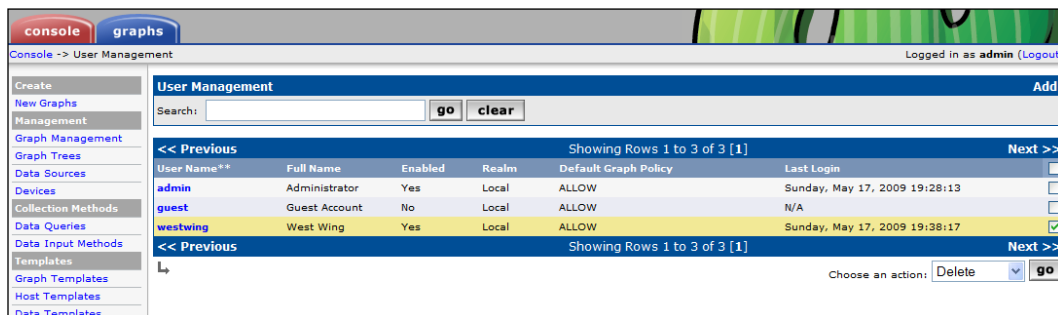 console graphs
Console -> User Management Logged in as admin (Logout
Create
New Graphs
Management
Graph Management
Graph Trees
Data Sources
Devices
Collection Methods
Data Queries
Data Input Methods
Templates
Graph Templates
Host Templates
Data Templates
User Management Add
Search: go clear
<< Previous Showing Rows 1 to 3 of 3 [1] Next >>
User Name** Full Name Enabled Realm Default Graph Policy Last Login
admin Administrator Yes Local ALLOW Sunday, May 17, 2009 19:28:13
guest Guest Account No Local ALLOW N/A
westwing West Wing Yes Local ALLOW Sunday, May 17, 2009 19:38:17
<< Previous Showing Rows 1 to 3 of 3 [1] Next >>
Choose an action: Delete go